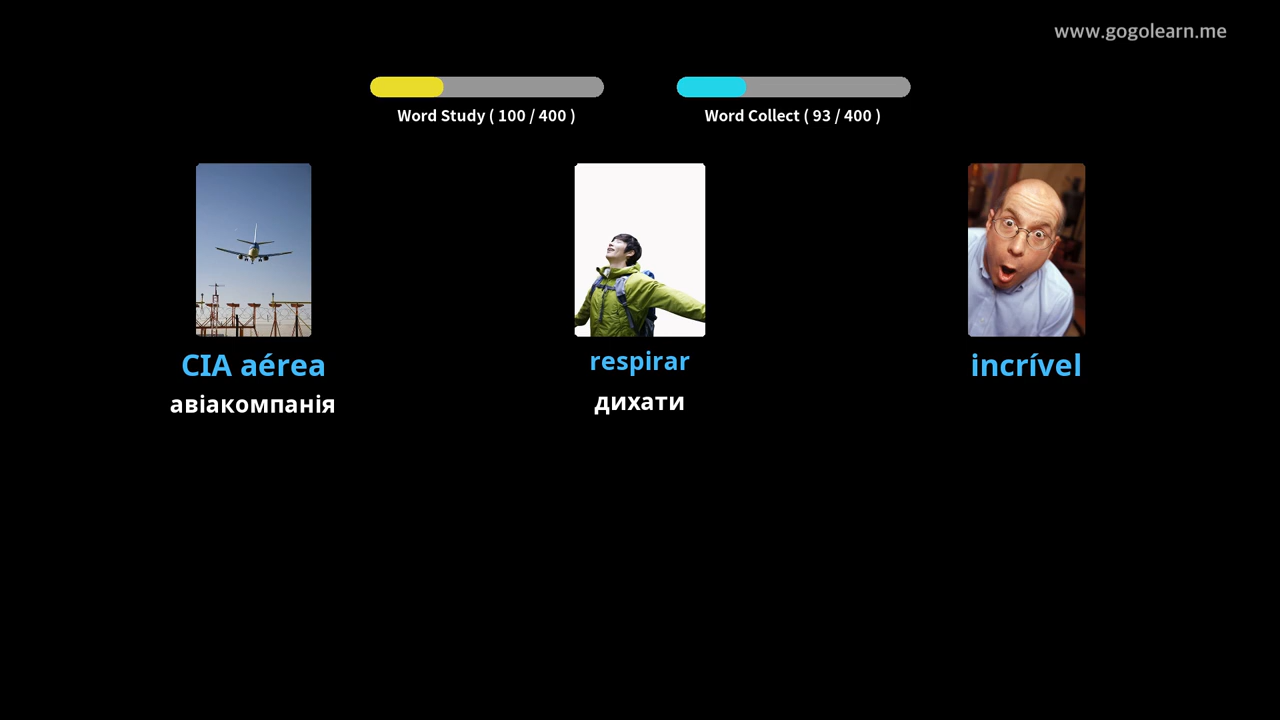 www.gogolearn.me
Word Study ( 100 / 400 )
Word Collect ( 93 / 400 )
CIA aérea
respirar
incrível
авіакомпанія
дихати